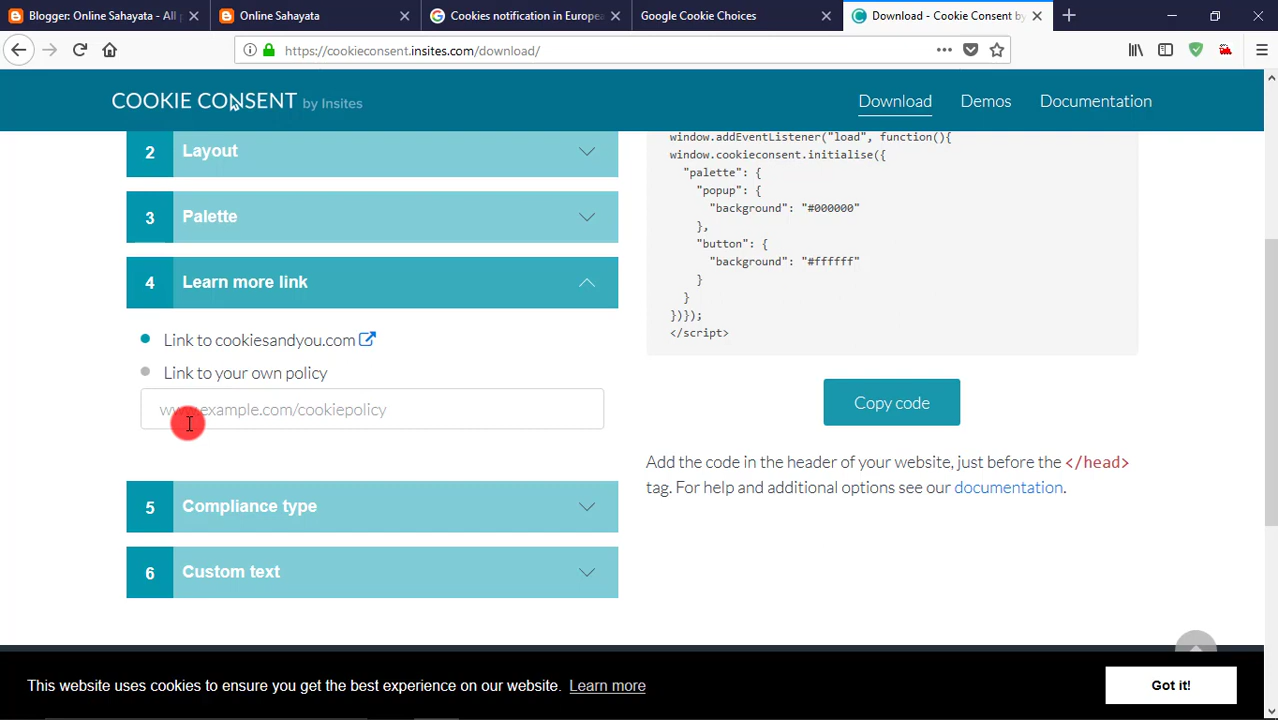 Blogger: Online Sahayata - All
Online Sahayata
Cookies notification in Europea
Google Cookie Choices
Download - Cookie Consent by
https://cookieconsent.insites.com/download/
COOKIE CONSENT by Insites
Download
Demos
Documentation
2 Layout
3 Palette
4 Learn more link
Link to cookiesandyou.com
Link to your own policy
www.example.com/cookiepolicy
5 Compliance type
6 Custom text
window.addEventListener("load", function(){
window.cookieconsent.initialise({
"palette": {
"popup": {
"background": "#000000"
},
"button": {
"background": "#ffffff"
}
}
})});
</script>
Copy code
Add the code in the header of your website, just before the </head>
tag. For help and additional options see our documentation.
This website uses cookies to ensure you get the best experience on our website. Learn more
Got it!